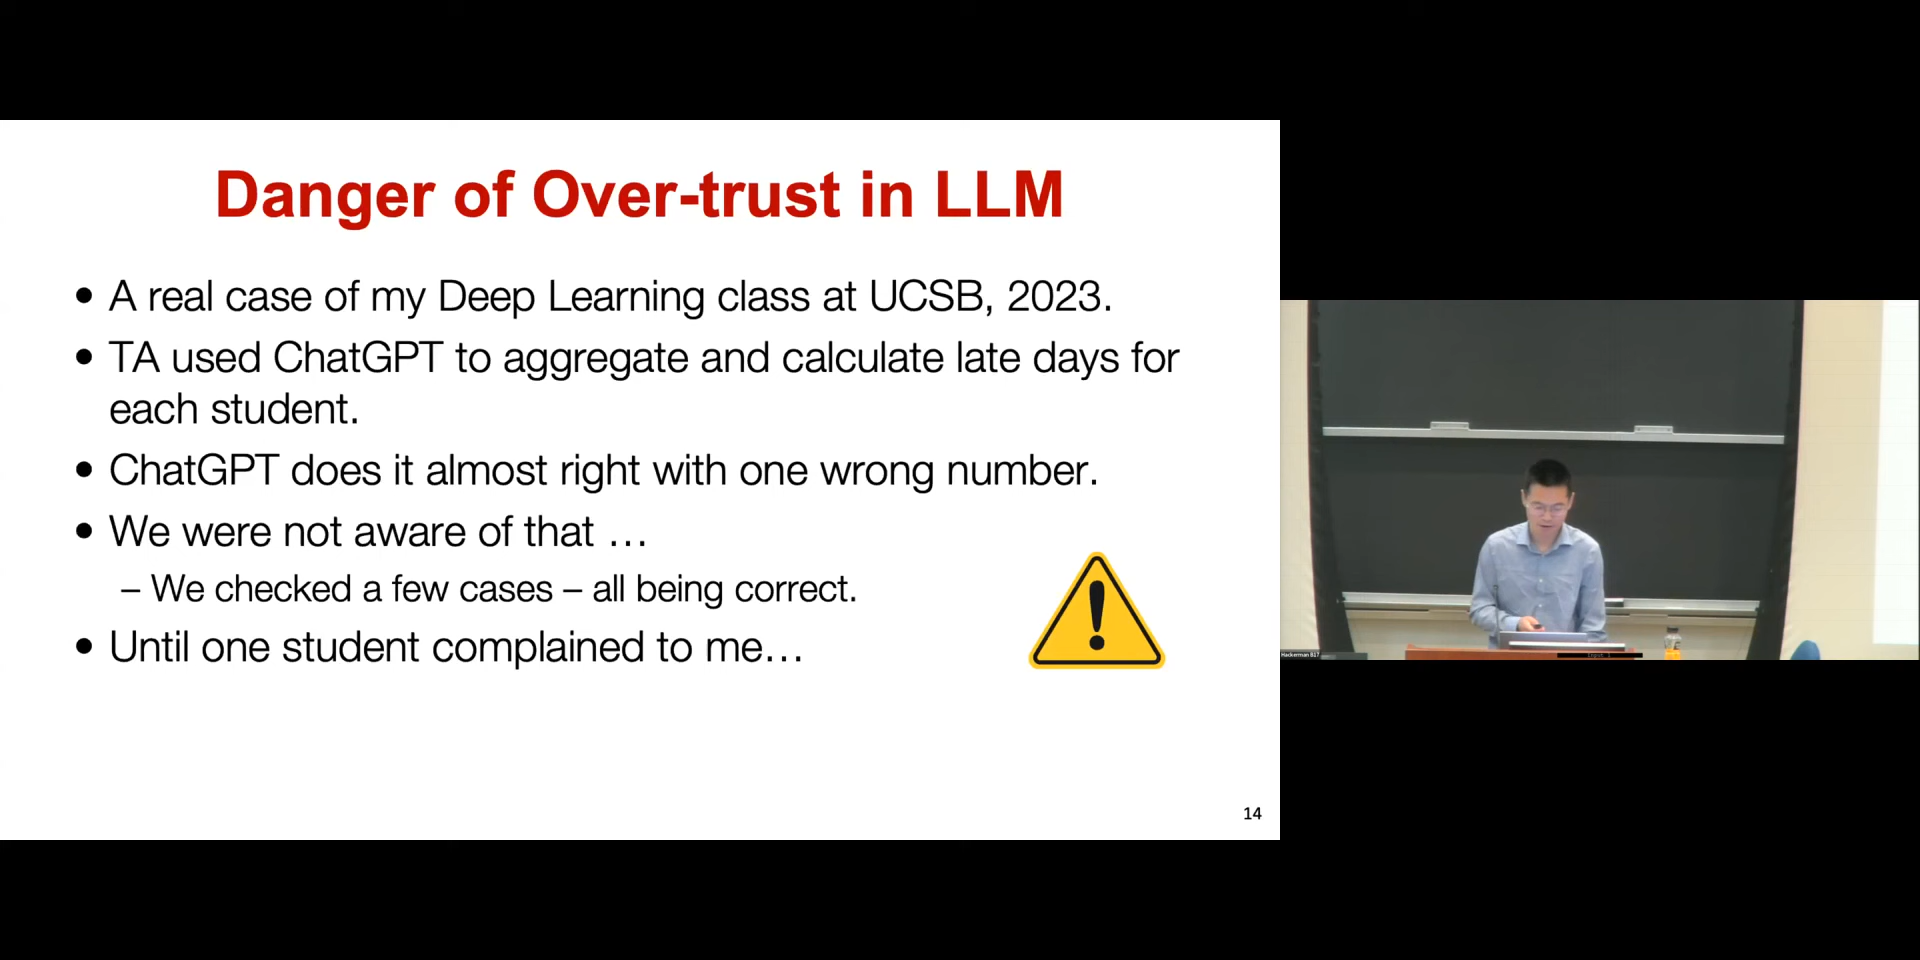 Danger of Over-trust in LLM
• A real case of my Deep Learning class at UCSB, 2023.
• TA used ChatGPT to aggregate and calculate late days for
each student.
• ChatGPT does it almost right with one wrong number.
• We were not aware of that …
– We checked a few cases – all being correct.
• Until one student complained to me…
14
Hackerman B17